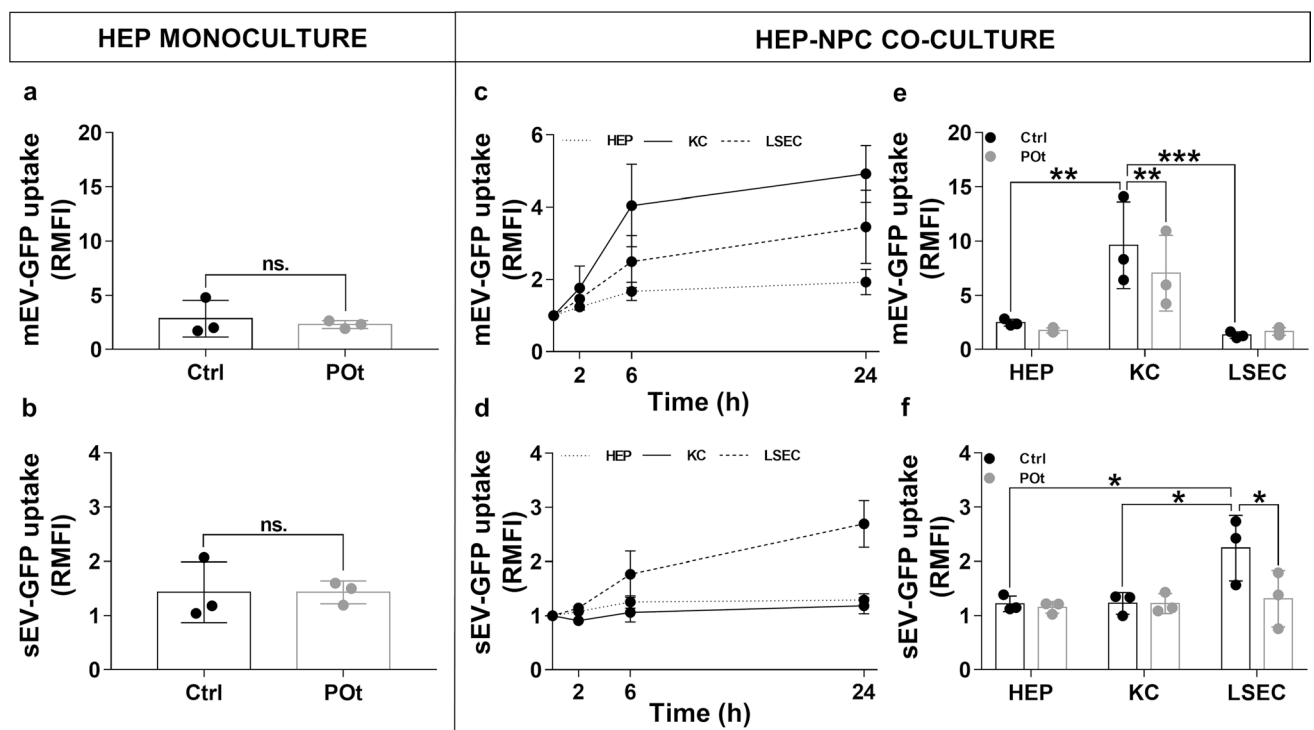 HEP MONOCULTURE
HEP-NPC CO-CULTURE
a
mEV-GFP uptake
(RMFI)
20
15
10
5
0
ns.
Ctrl
POt
b
sEV-GFP uptake
(RMFI)
4
3
2
1
0
ns.
Ctrl
POt
c
mEV-GFP uptake
(RMFI)
6
4
2
0
HEP KC LSEC
2 6 24
Time (h)
d
sEV-GFP uptake
(RMFI)
4
3
2
1
0
HEP KC LSEC
2 6 24
Time (h)
e
mEV-GFP uptake
(RMFI)
20
15
10
5
0
Ctrl
POt
***
** **
HEP KC LSEC
f
sEV-GFP uptake
(RMFI)
4
3
2
1
0
Ctrl
POt
*
* *
HEP KC LSEC